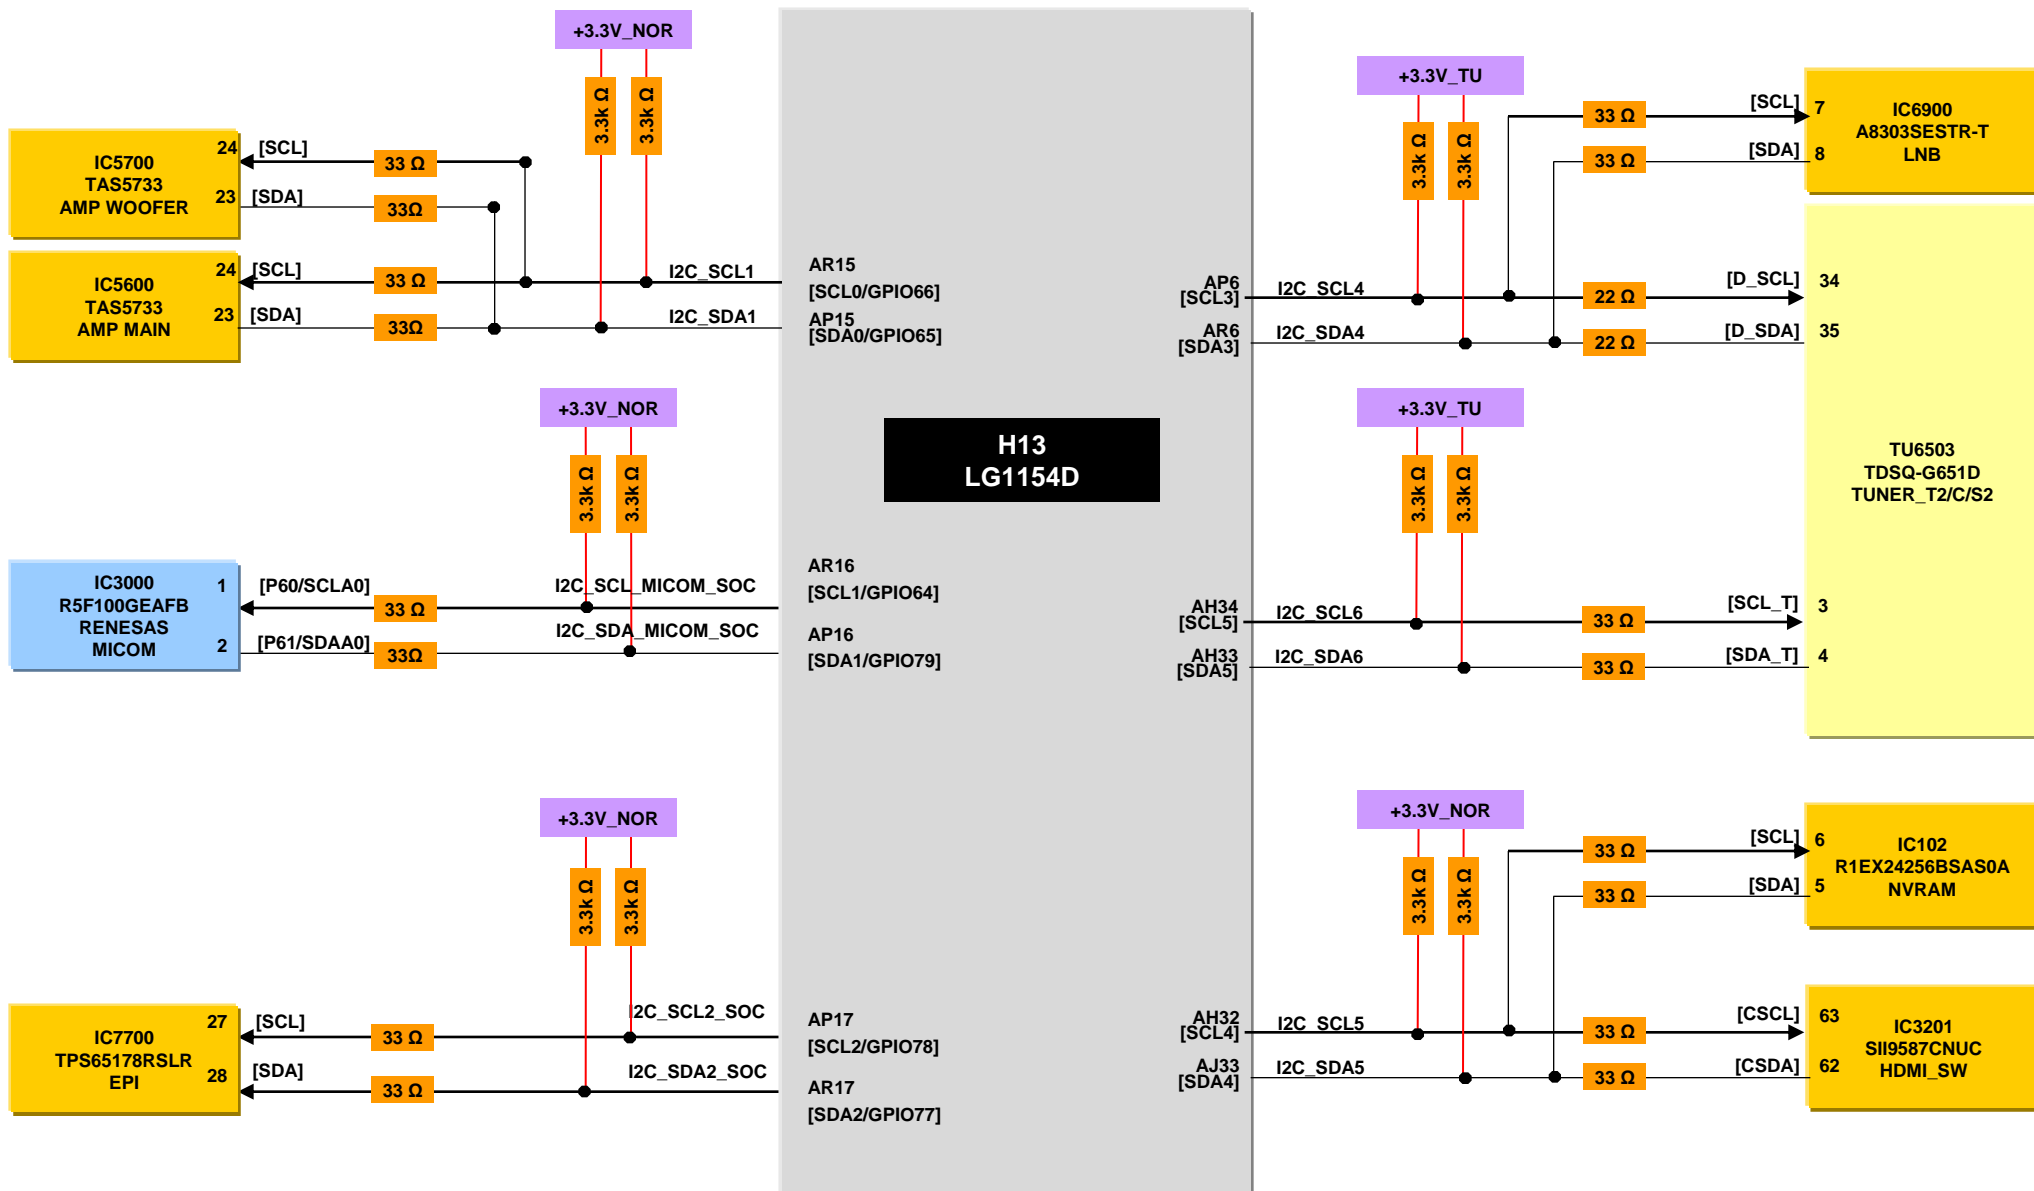 +3.3V_NOR
3.3k Ω
3.3k Ω
IC5700
TAS5733
AMP WOOFER
24
[SCL]
33 Ω
23
[SDA]
33Ω
IC5600
TAS5733
AMP MAIN
24
[SCL]
33 Ω
I2C_SCL1
23
[SDA]
33Ω
I2C_SDA1
AR15
[SCL0/GPIO66]
AP15
[SDA0/GPIO65]
+3.3V_NOR
3.3k Ω
3.3k Ω
IC3000
R5F100GEAFB
RENESAS
MICOM
1
[P60/SCLA0]
33 Ω
I2C_SCL_MICOM_SOC
2
[P61/SDAA0]
33Ω
I2C_SDA_MICOM_SOC
AR16
[SCL1/GPIO64]
AP16
[SDA1/GPIO79]
+3.3V_NOR
3.3k Ω
3.3k Ω
IC7700
TPS65178RSLR
EPI
27
[SCL]
33 Ω
I2C_SCL2_SOC
28
[SDA]
33 Ω
I2C_SDA2_SOC
AP17
[SCL2/GPIO78]
AR17
[SDA2/GPIO77]
H13
LG1154D
+3.3V_TU
3.3k Ω
3.3k Ω
33 Ω
[SCL]
7
33 Ω
[SDA]
8
IC6900
A8303SESTR-T
LNB
AP6
[SCL3]
I2C_SCL4
22 Ω
[D_SCL]
34
AR6
[SDA3]
I2C_SDA4
22 Ω
[D_SDA]
35
+3.3V_TU
3.3k Ω
3.3k Ω
TU6503
TDSQ-G651D
TUNER_T2/C/S2
AH34
[SCL5]
I2C_SCL6
33 Ω
[SCL_T]
3
AH33
[SDA5]
I2C_SDA6
33 Ω
[SDA_T]
4
+3.3V_NOR
3.3k Ω
3.3k Ω
33 Ω
[SCL]
6
33 Ω
[SDA]
5
IC102
R1EX24256BSAS0A
NVRAM
AH32
[SCL4]
I2C_SCL5
33 Ω
[CSCL]
63
AJ33
[SDA4]
I2C_SDA5
33 Ω
[CSDA]
62
IC3201
SII9587CNUC
HDMI_SW